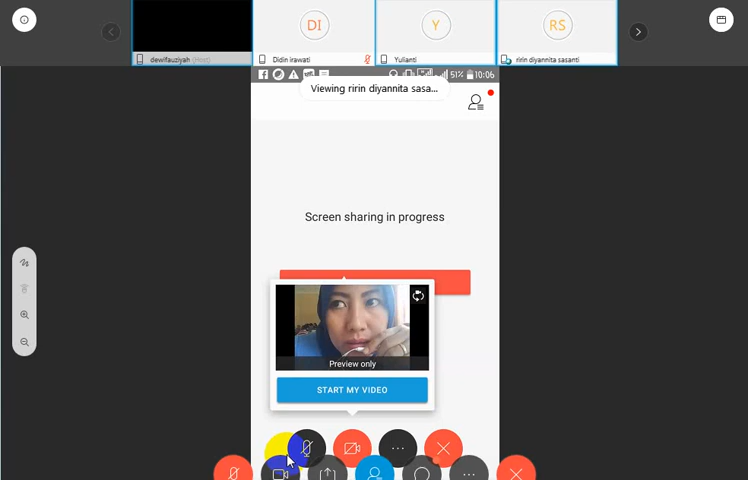 DI
Y
RS
dewifauziyah (Host)
Didin irawati
Yulianti
ririn diyannita sasanti
51% 10:06
Viewing ririn diyannita sasa...
Screen sharing in progress
Preview only
START MY VIDEO